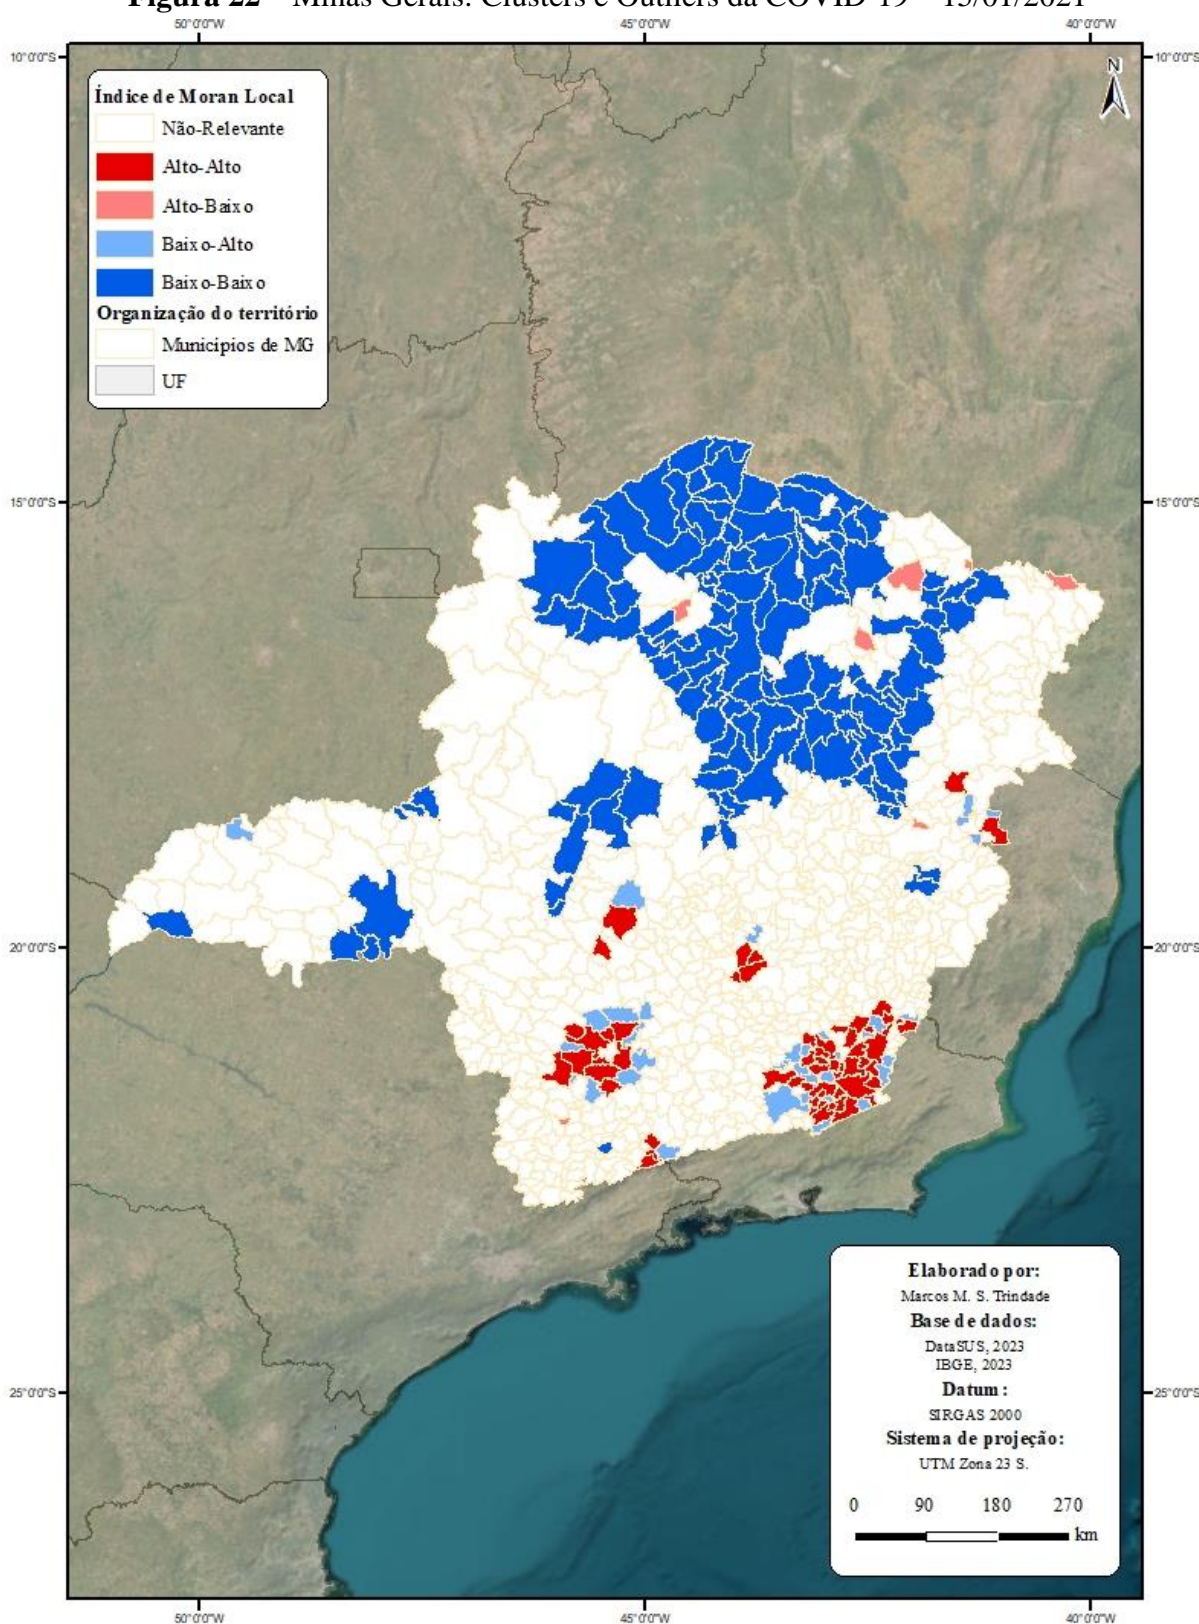 Figura 22 – Minas Gerais: Clusters e Outliers da COVID-19 – 15/01/2021
50°0'0"W 45°0'0"W 40°0'0"W
10°0'0"S 10°0'0"S
N
Índice de Moran Local
Não-Relevante
Alto-Alto
Alto-Baixo
Baixo-Alto
Baixo-Baixo
Organização do território
Municípios de MG
UF
15°0'0"S 15°0'0"S
20°0'0"S 20°0'0"S
Elaborado por:
Marcos M. S. Trindade
Base de dados:
DataSUS, 2023
IBGE, 2023
Datum :
SIRGAS 2000
Sistema de projeção:
UTM Zona 23 S.
0 90 180 270
km
25°0'0"S 25°0'0"S
50°0'0"W 45°0'0"W 40°0'0"W